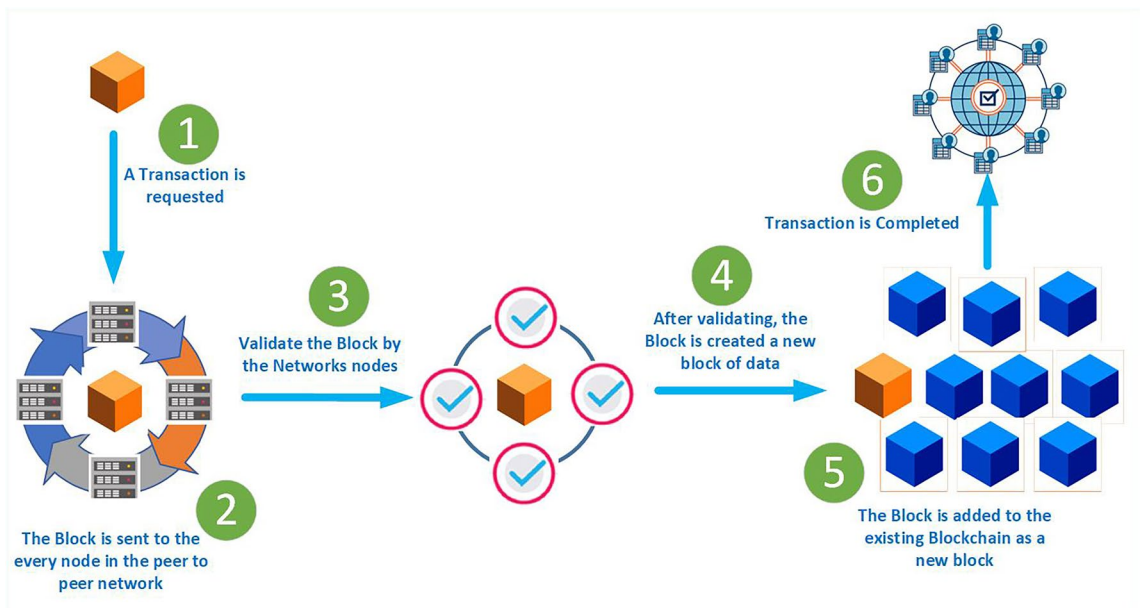 1
A Transaction is
requested
2
The Block is sent to the
every node in the peer to
peer network
3
Validate the Block by
the Networks nodes
4
After validating, the
Block is created a new
block of data
5
The Block is added to the
existing Blockchain as a
new block
6
Transaction is Completed